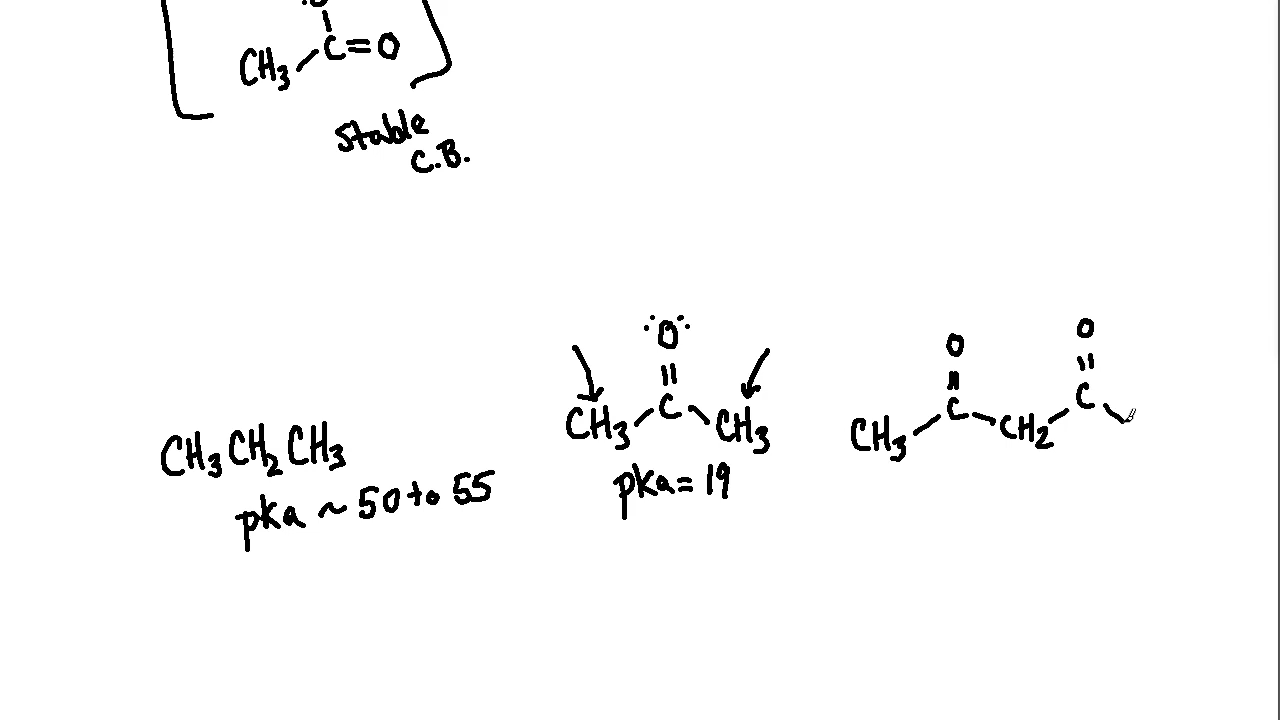 O
CH3 C=O
stable
C.B.
:O:
O
O
CH3 C CH3
CH3 C CH2 C
CH3CH2CH3
pka = 19
pka ~ 50 to 55